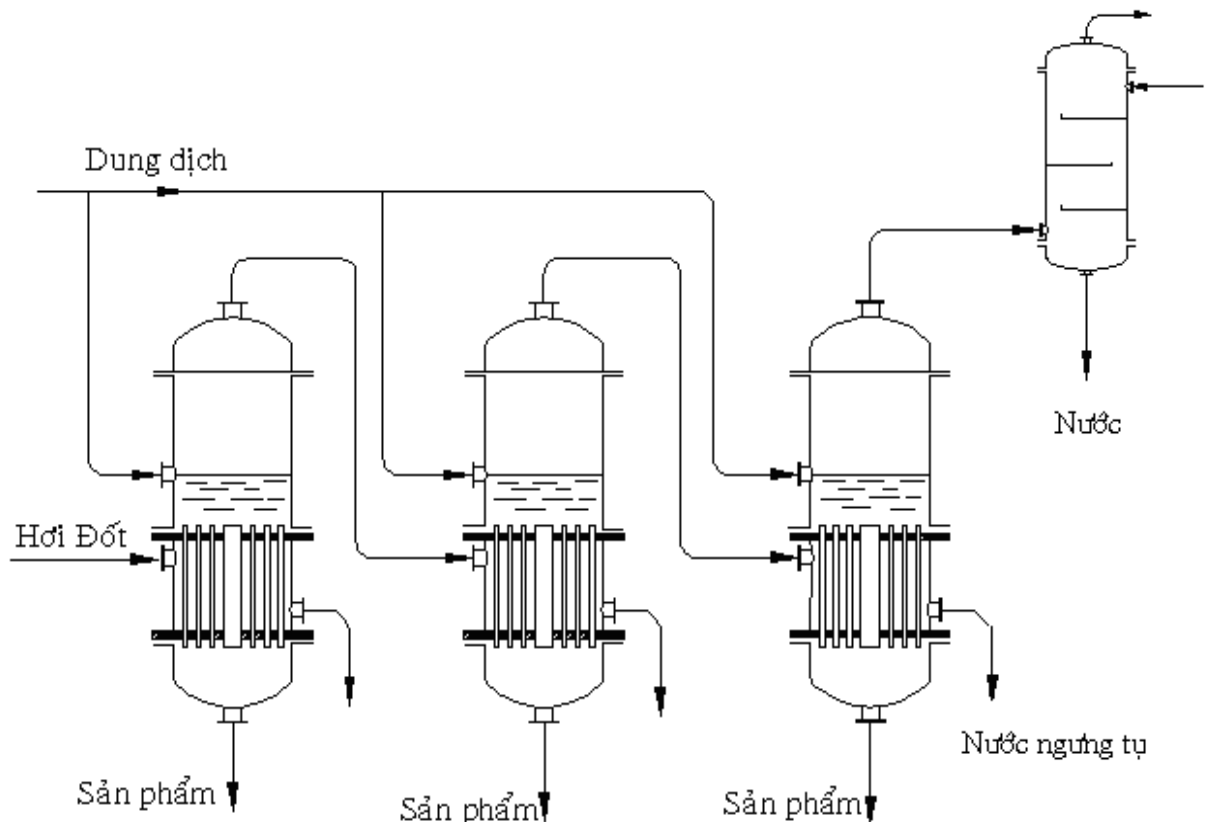 Dung dịch
Nước
Hơi Đốt
Nước ngưng tụ
Sản phẩm
Sản phẩm
Sản phẩm